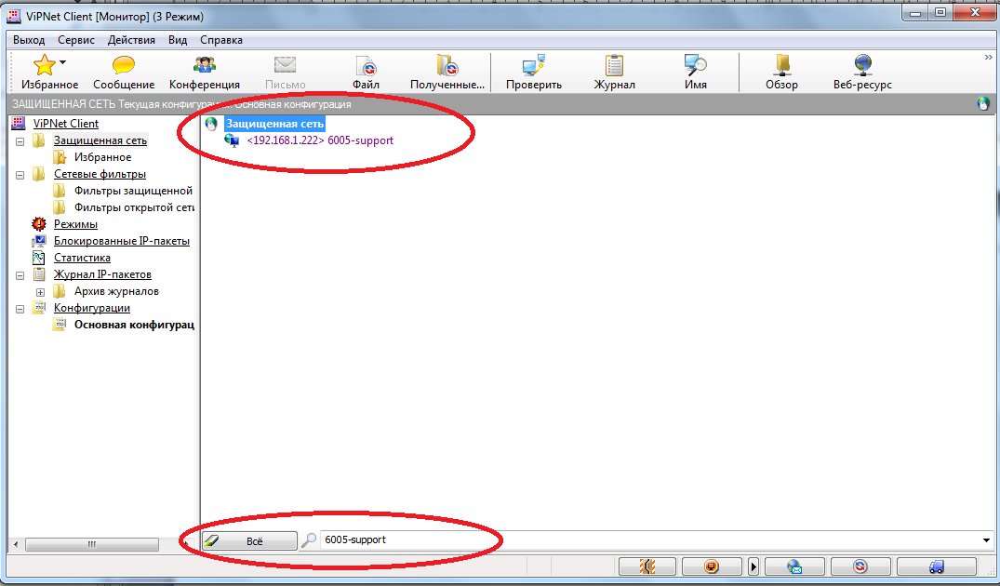 ViPNet Client [Монитор] (3 Режим)
Выход Сервис Действия Вид Справка
Избранное Сообщение Конференция Письмо Файл Полученные... Проверить Журнал Имя Обзор Веб-ресурс
ЗАЩИЩЕННАЯ СЕТЬ Текущая конфигурация: Основная конфигурация
ViPNet Client
Защищенная сеть
Избранное
Сетевые фильтры
Фильтры защищенной
Фильтры открытой сети
Режимы
Блокированные IP-пакеты
Статистика
Журнал IP-пакетов
Архив журналов
Конфигурации
Основная конфигурац
Защищенная сеть
<192.168.1.222> 6005-support
Всё 6005-support